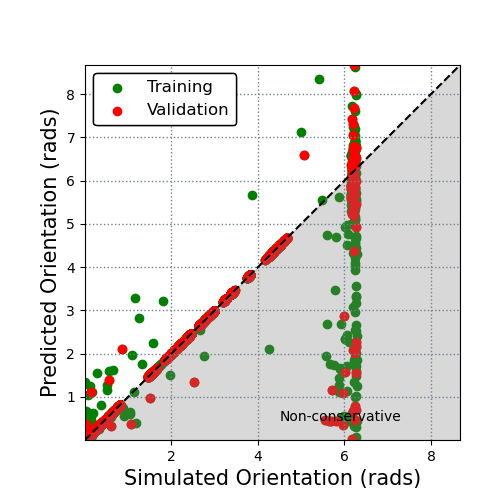 Training
Validation
8
7
6
5
4
3
2
1
Predicted Orientation (rads)
Non-conservative
2 4 6 8
Simulated Orientation (rads)